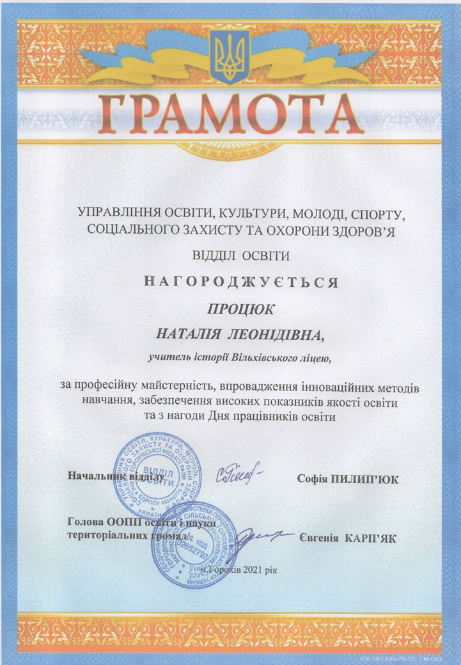 ГРАМОТА
УПРАВЛІННЯ ОСВІТИ, КУЛЬТУРИ, МОЛОДІ, СПОРТУ,
СОЦІАЛЬНОГО ЗАХИСТУ ТА ОХОРОНИ ЗДОРОВ'Я
ВІДДІЛ ОСВІТИ
НАГОРОДЖУЄТЬСЯ
ПРОЦЮК
НАТАЛІЯ ЛЕОНІДІВНА,
учитель історії Вільхівського ліцею,
за професійну майстерність, впровадження інноваційних методів
навчання, забезпечення високих показників якості освіти
та з нагоди Дня працівників освіти
Начальник відділу Софія ПИЛИП'ЮК
ВІДДІЛ
ОСВІТИ
Голова ООПП освіти і науки
територіальних громад Євгенія КАРП'ЯК
м.Горохів 2021 рік